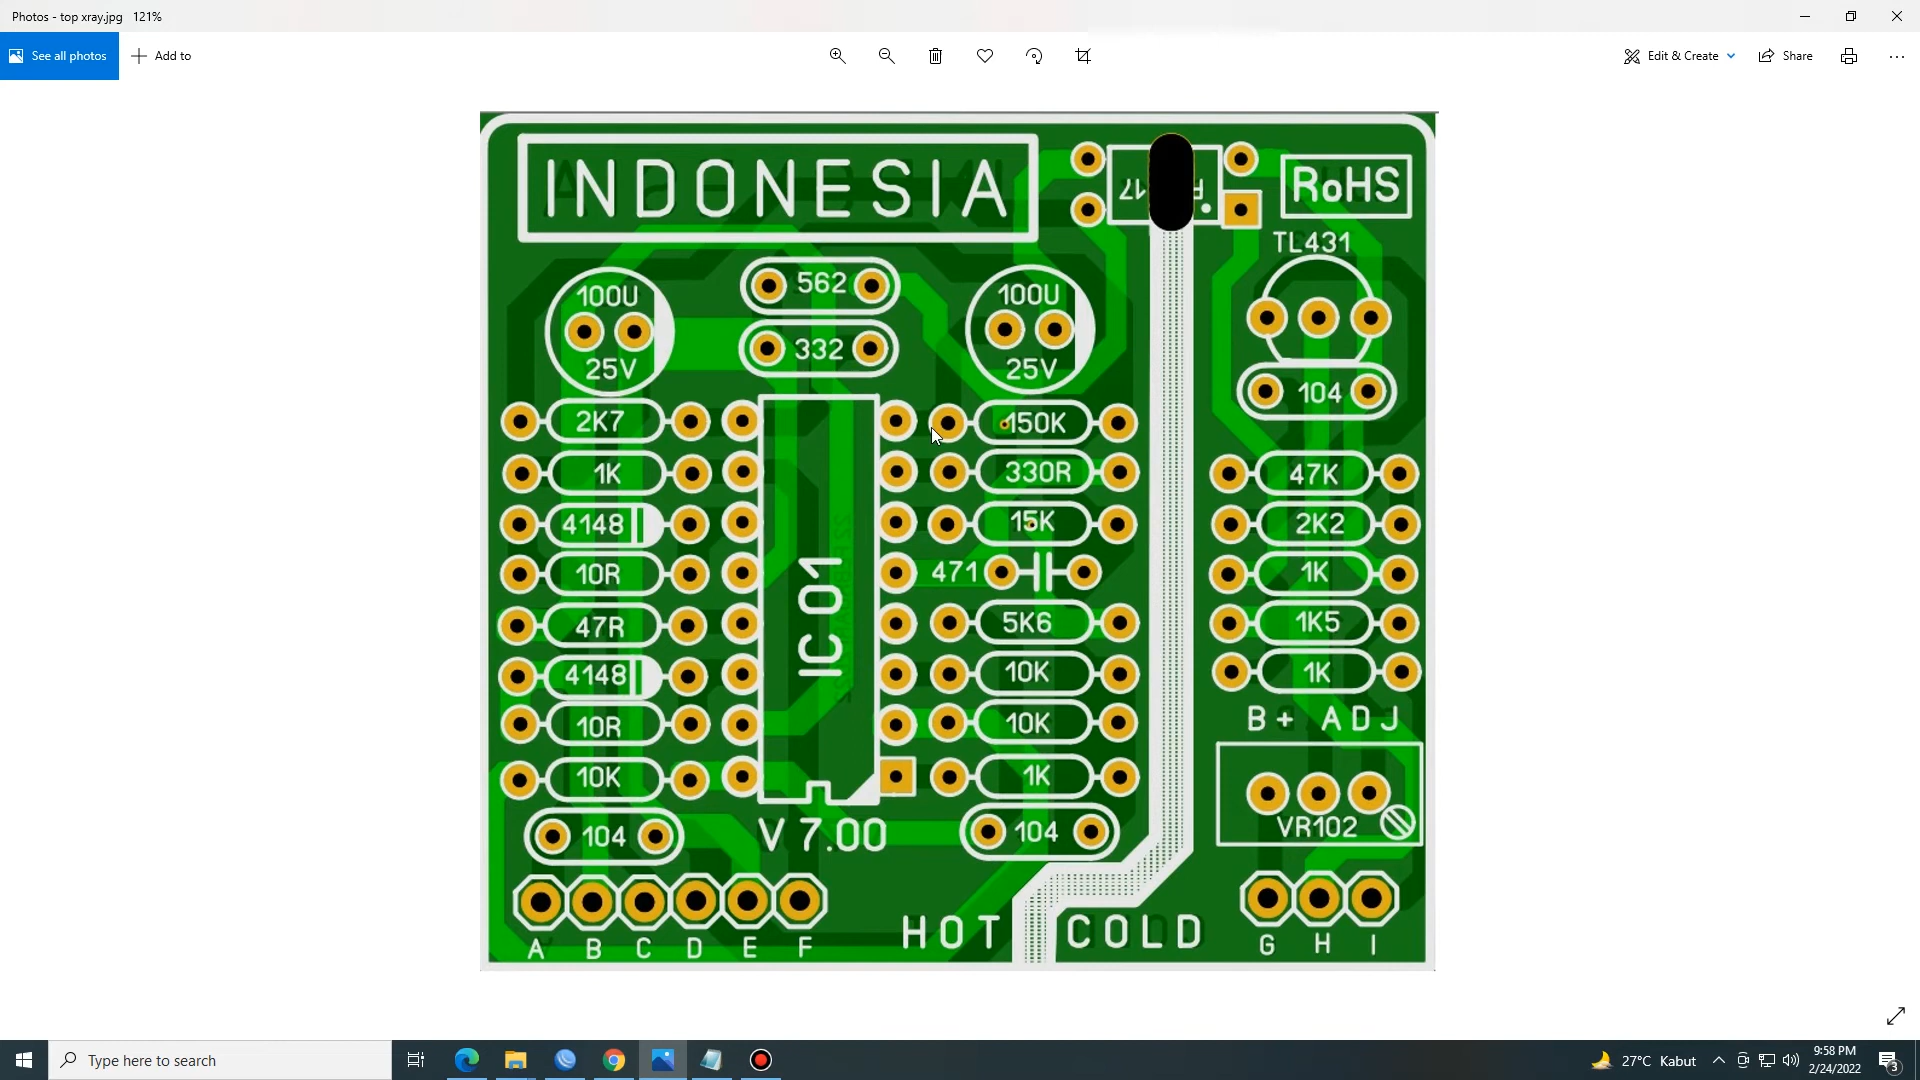 Photos - top xray.jpg 121%
See all photos
Add to
Edit & Create
Share
INDONESIA
17
RoHS
TL431
100U
25V
562
332
100U
25V
104
2K7
1K
4148
10R
47R
4148
10R
10K
104
IC 01
V 7.00
150K
330R
15K
471
5K6
10K
10K
1K
104
47K
2K2
1K
1K5
1K
B+ ADJ
VR102
HOT
COLD
A B C D E F
G H I
Type here to search
27°C Kabut
9:58 PM
2/24/2022
3